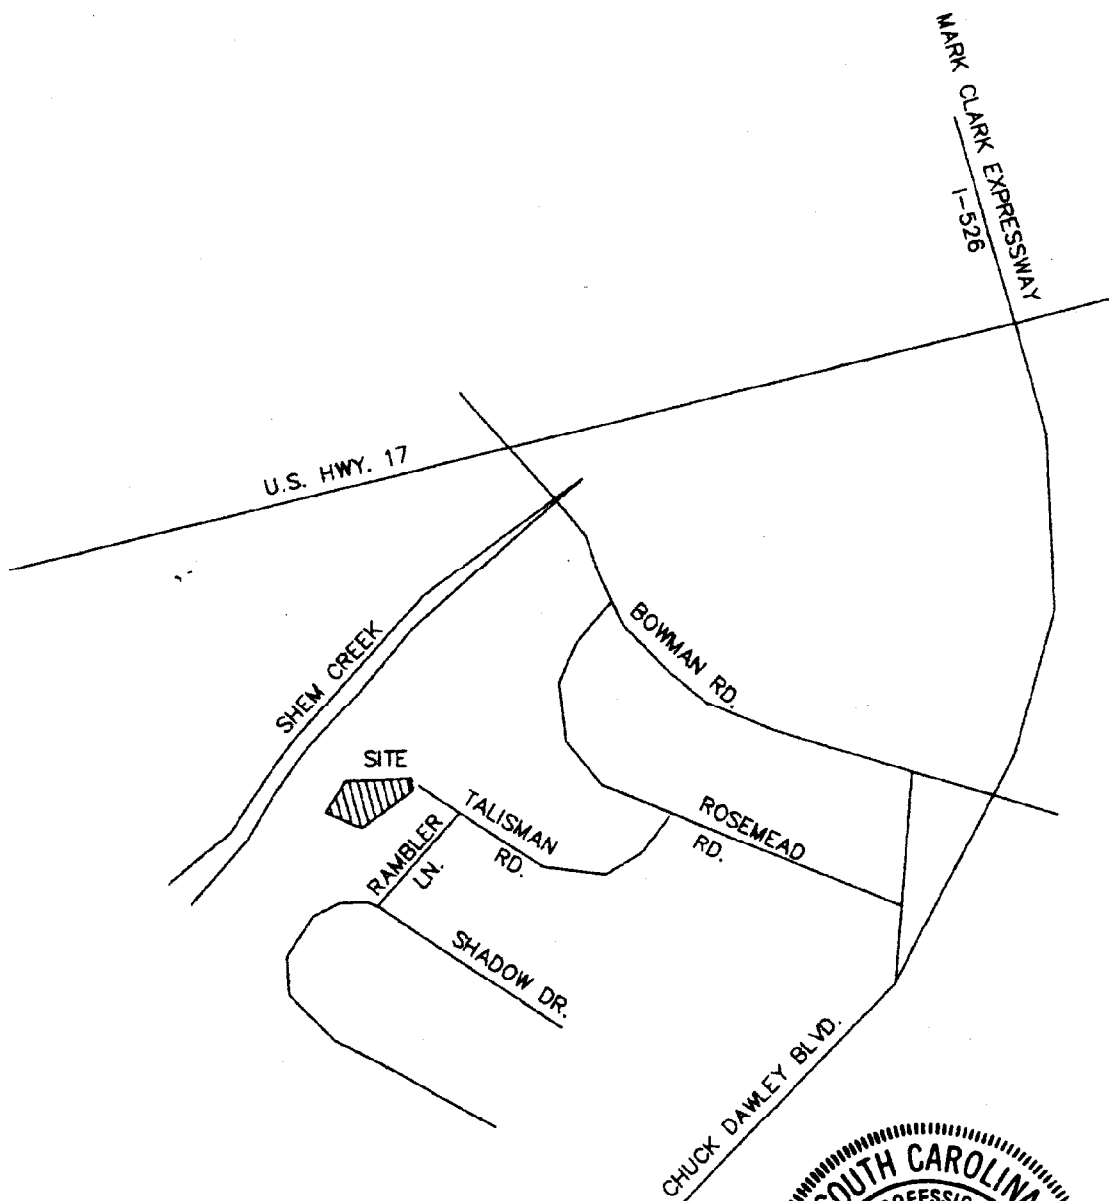 MARK CLARK EXPRESSWAY
I-526
U.S. HWY. 17
SHEM CREEK
BOWMAN RD.
SITE
TALISMAN
RD.
ROSEMEAD
RD.
RAMBLER
LN.
SHADOW DR.
CHUCK DAWLEY BLVD.
SOUTH CAROLINA